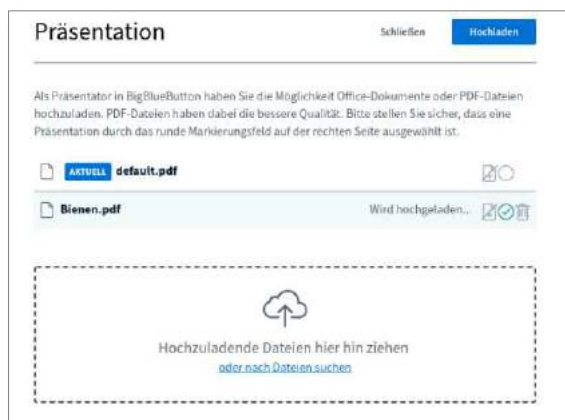 Präsentation
Schließen
Hochladen
Als Präsentator in BigBlueButton haben Sie die Möglichkeit Office-Dokumente oder PDF-Dateien
hochzuladen. PDF-Dateien haben dabei die bessere Qualität. Bitte stellen Sie sicher, dass eine
Präsentation durch das runde Markierungsfeld auf der rechten Seite ausgewählt ist.
AKTUELL default.pdf
Bienen.pdf Wird hochgeladen...
Hochzuladende Dateien hier hin ziehen
oder nach Dateien suchen